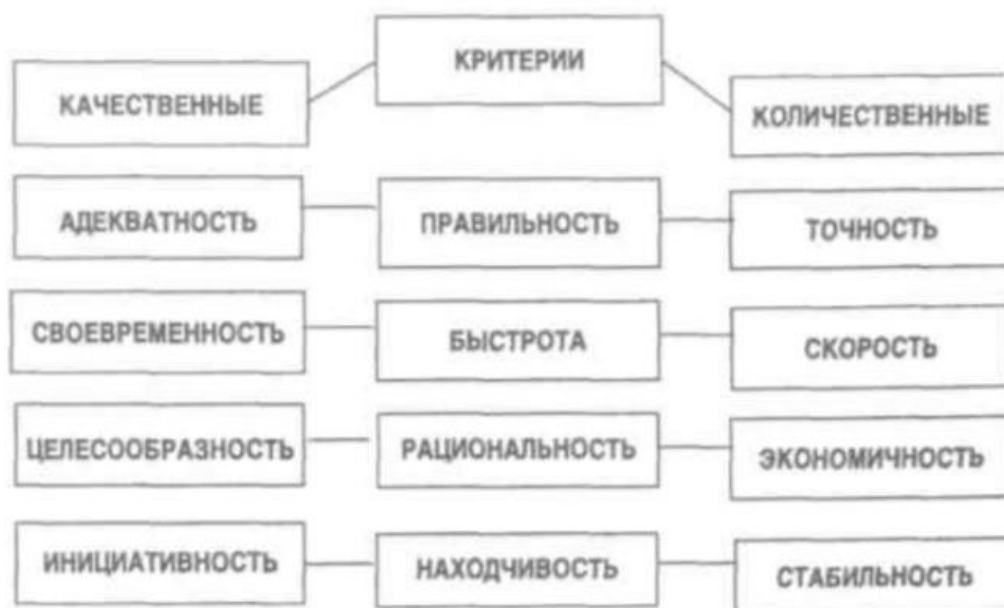 КРИТЕРИИ
КАЧЕСТВЕННЫЕ
КОЛИЧЕСТВЕННЫЕ
АДЕКВАТНОСТЬ
ПРАВИЛЬНОСТЬ
ТОЧНОСТЬ
СВОЕВРЕМЕННОСТЬ
БЫСТРОТА
СКОРОСТЬ
ЦЕЛЕСООБРАЗНОСТЬ
РАЦИОНАЛЬНОСТЬ
ЭКОНОМИЧНОСТЬ
ИНИЦИАТИВНОСТЬ
НАХОДЧИВОСТЬ
СТАБИЛЬНОСТЬ